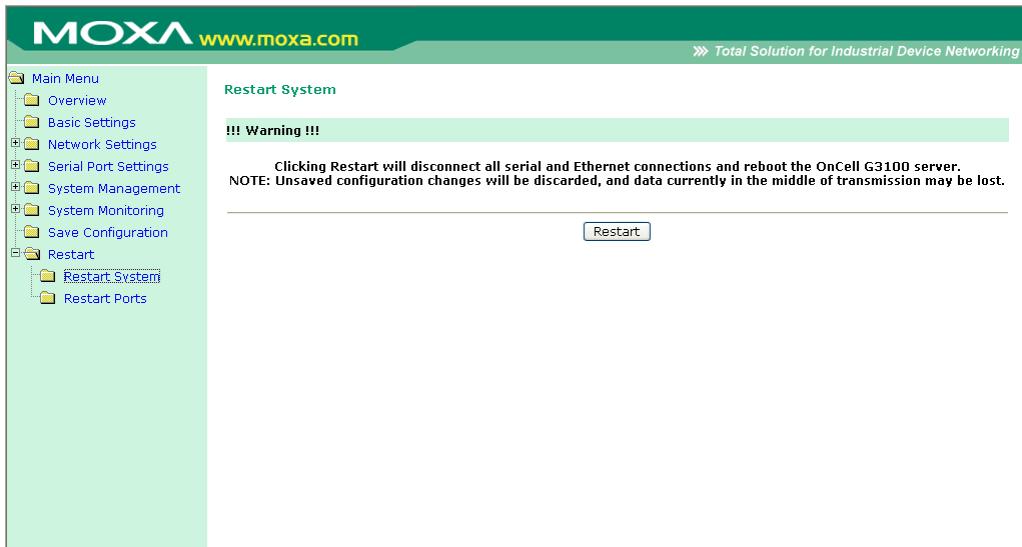 MOXA www.moxa.com
Total Solution for Industrial Device Networking
Main Menu
Overview
Basic Settings
Network Settings
Serial Port Settings
System Management
System Monitoring
Save Configuration
Restart
Restart System
Restart Ports
Restart System
!!! Warning !!!
Clicking Restart will disconnect all serial and Ethernet connections and reboot the OnCell G3100 server.
NOTE: Unsaved configuration changes will be discarded, and data currently in the middle of transmission may be lost.
Restart